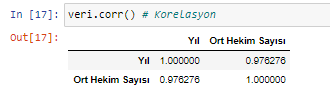 In [17]: veri.corr() # Korelasyon
Out[17]:
Yıl Ort Hekim Sayısı
Yıl 1.000000 0.976276
Ort Hekim Sayısı 0.976276 1.000000